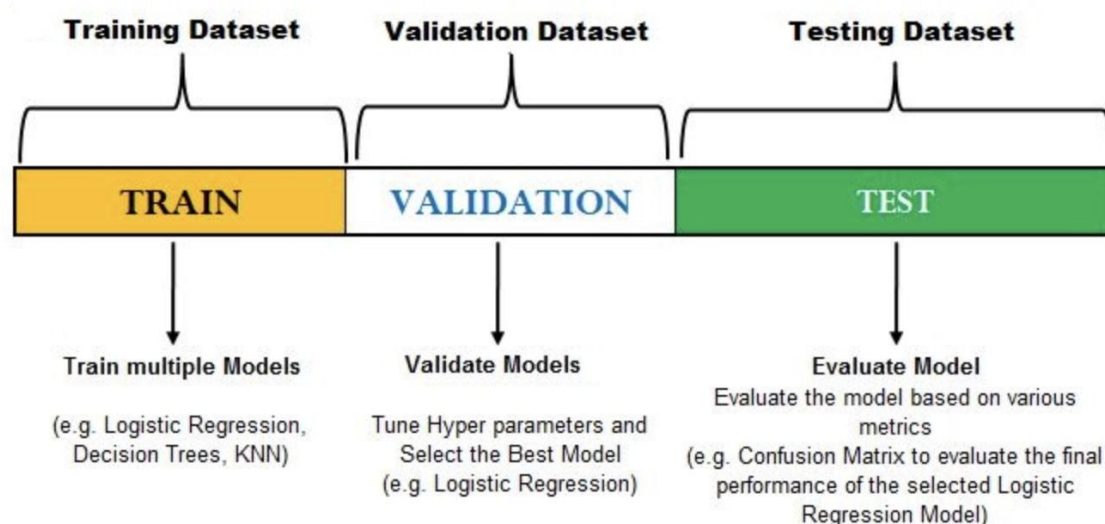 Training Dataset
Validation Dataset
Testing Dataset
TRAIN
VALIDATION
TEST
Train multiple Models
(e.g. Logistic Regression,
Decision Trees, KNN)
Validate Models
Tune Hyper parameters and
Select the Best Model
(e.g. Logistic Regression)
Evaluate Model
Evaluate the model based on various
metrics
(e.g. Confusion Matrix to evaluate the final
performance of the selected Logistic
Regression Model)